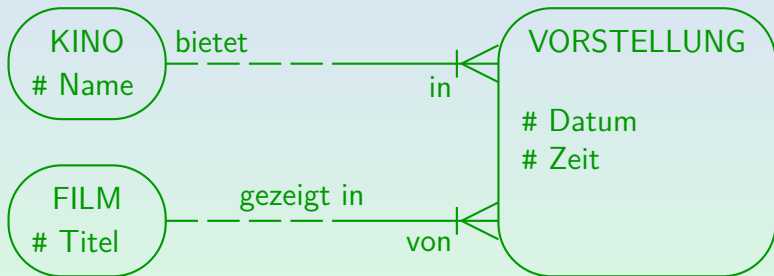 KINO
# Name
bietet
in
VORSTELLUNG
# Datum
# Zeit
FILM
# Titel
gezeigt in
von